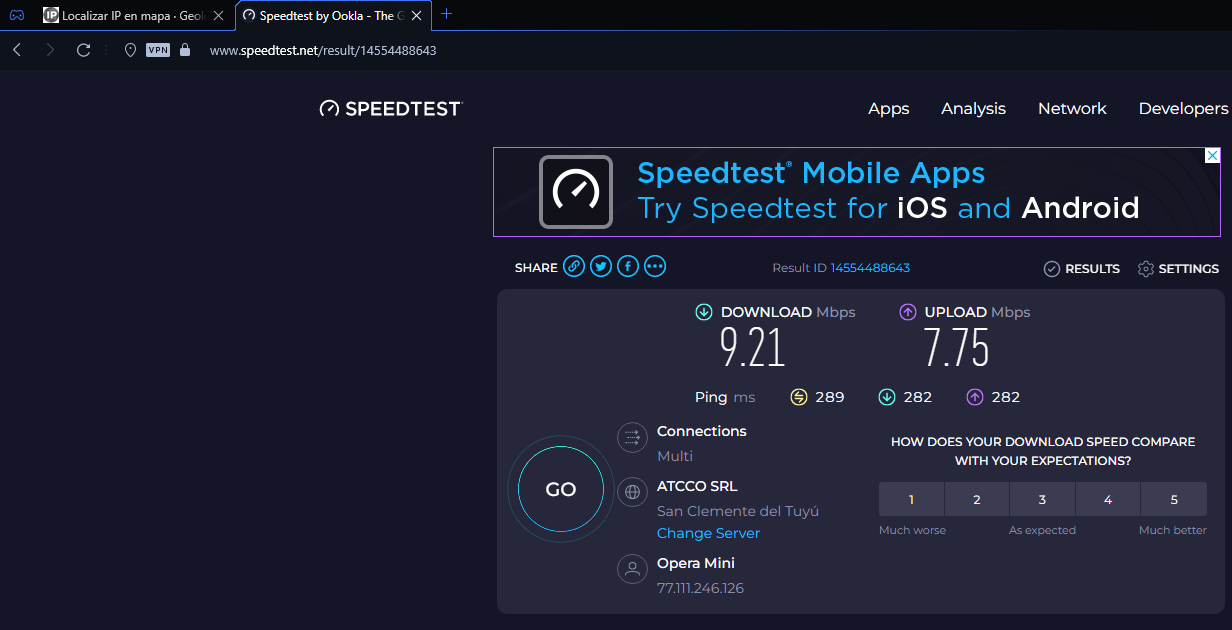 Localizar IP en mapa · Geol
Speedtest by Ookla - The G
VPN
www.speedtest.net/result/14554488643
SPEEDTEST
Apps
Analysis
Network
Developers
Speedtest® Mobile Apps
Try Speedtest for iOS and Android
SHARE
Result ID 14554488643
RESULTS
SETTINGS
DOWNLOAD Mbps
9.21
UPLOAD Mbps
7.75
Ping ms
289
282
282
GO
Connections
Multi
ATCCO SRL
San Clemente del Tuyú
Change Server
Opera Mini
77.111.246.126
HOW DOES YOUR DOWNLOAD SPEED COMPARE
WITH YOUR EXPECTATIONS?
1
2
3
4
5
Much worse
As expected
Much better